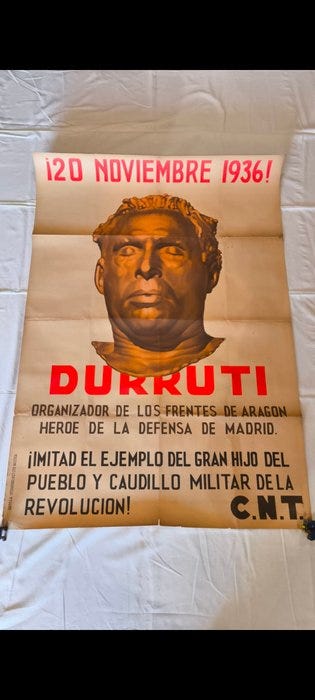 ¡20 NOVIEMBRE 1936!
DURRUTI
ORGANIZADOR DE LOS FRENTES DE ARAGON
HEROE DE LA DEFENSA DE MADRID.
¡IMITAD EL EJEMPLO DEL GRAN HIJO DEL
PUEBLO Y CAUDILLO MILITAR DE LA
REVOLUCION!
C.N.T.